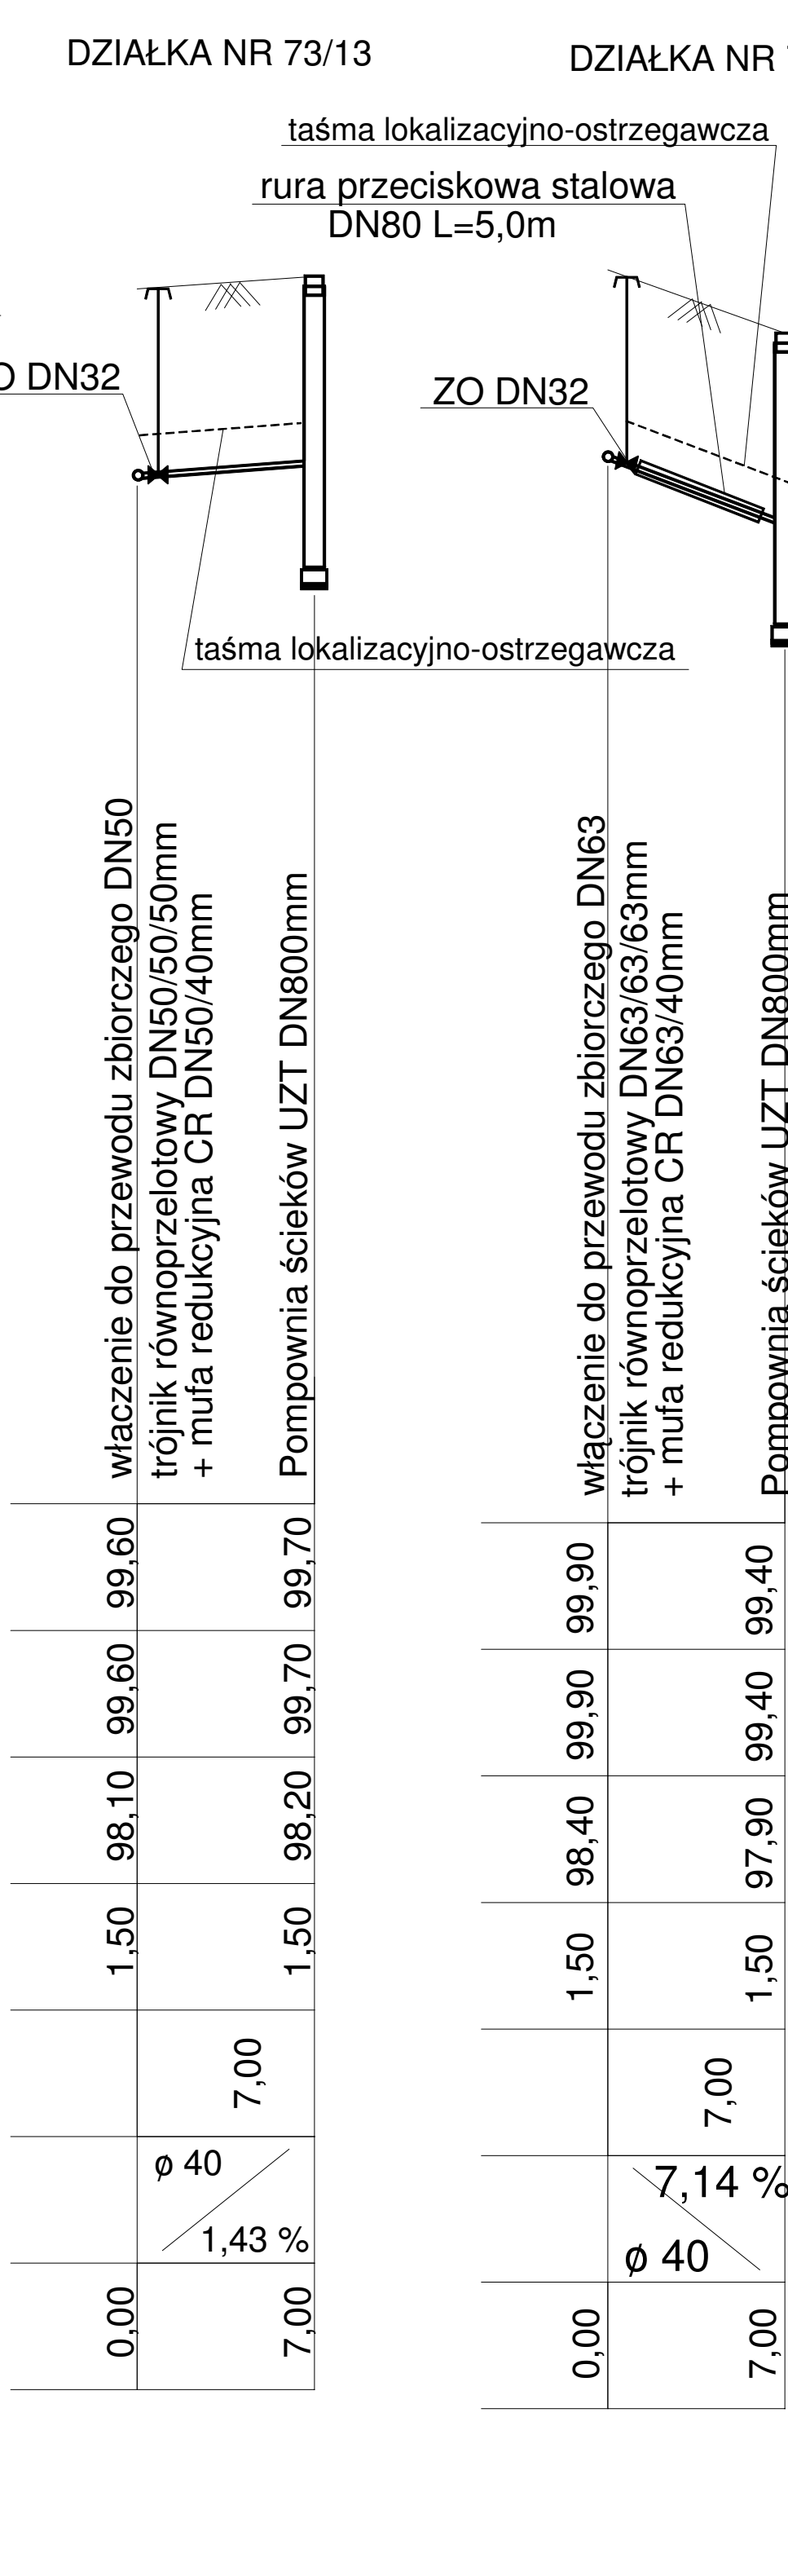 DZIAŁKA NR 73/13
DZIAŁKA NR
taśma lokalizacyjno-ostrzegawcza
rura przeciskowa stalowa
DN80 L=5,0m
O DN32
ZO DN32
taśma lokalizacyjno-ostrzegawcza
właczenie do przewodu zbiorczego DN50
trójnik równoprzelotowy DN50/50/50mm
+ mufa redukcyjna CR DN50/40mm
Pompownia ścieków UZT DN800mm
włączenie do przewodu zbiorczego DN63
trójnik równoprzelotowy DN63/63/63mm
+ mufa redukcyjna CR DN63/40mm
Pompownia ścieków UZT DN800mm
99,60 99,70
99,60 99,70
98,10 98,20
1,50 1,50
7,00
ø 40
1,43 %
0,00 7,00
99,90 99,40
99,90 99,40
98,40 97,90
1,50 1,50
7,00
7,14 %
ø 40
0,00 7,00